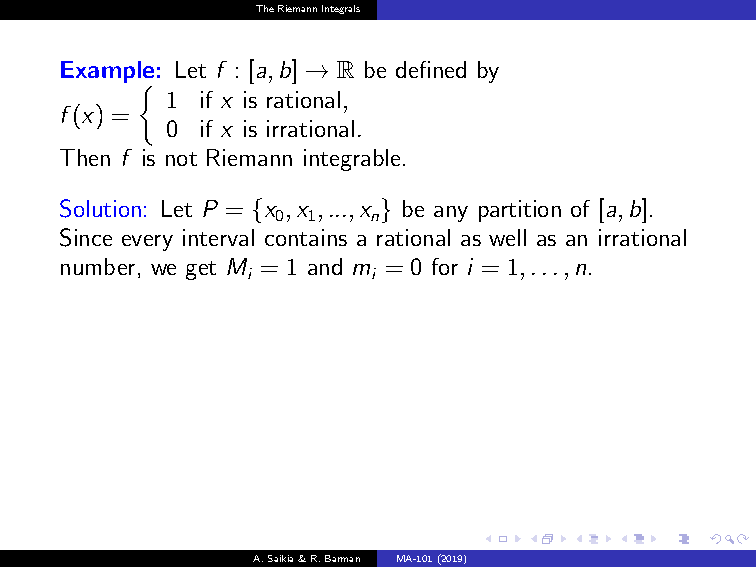 The Riemann Integrals
Example: Let f : [a, b] → ℝ be defined by
f(x) = { 1 if x is rational,
0 if x is irrational.
Then f is not Riemann integrable.
Solution: Let P = {x₀, x₁, ..., xₙ} be any partition of [a, b].
Since every interval contains a rational as well as an irrational
number, we get Mᵢ = 1 and mᵢ = 0 for i = 1, . . . , n.
A. Saikia & R. Barman MA-101 (2019)